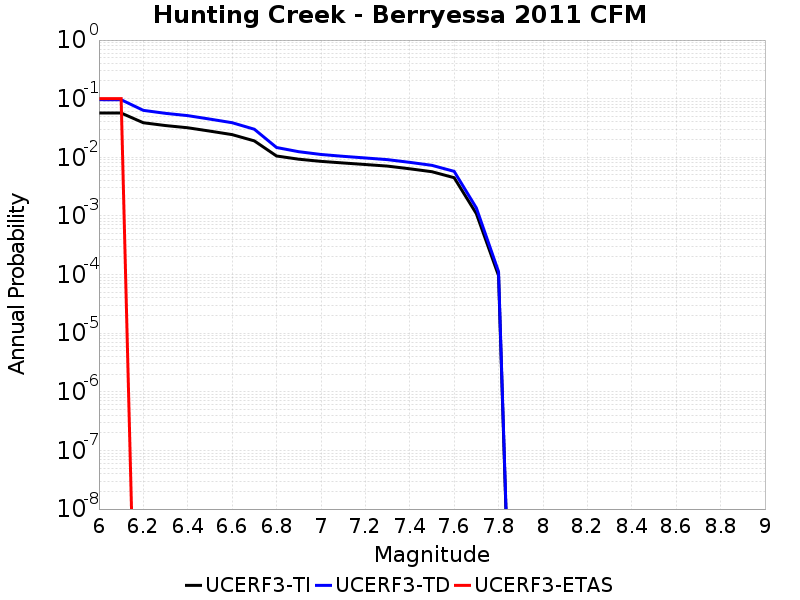 Hunting Creek - Berryessa 2011 CFM
Annual Probability
10^0
10^-1
10^-2
10^-3
10^-4
10^-5
10^-6
10^-7
10^-8
6 6.2 6.4 6.6 6.8 7 7.2 7.4 7.6 7.8 8 8.2 8.4 8.6 8.8 9
Magnitude
UCERF3-TI UCERF3-TD UCERF3-ETAS